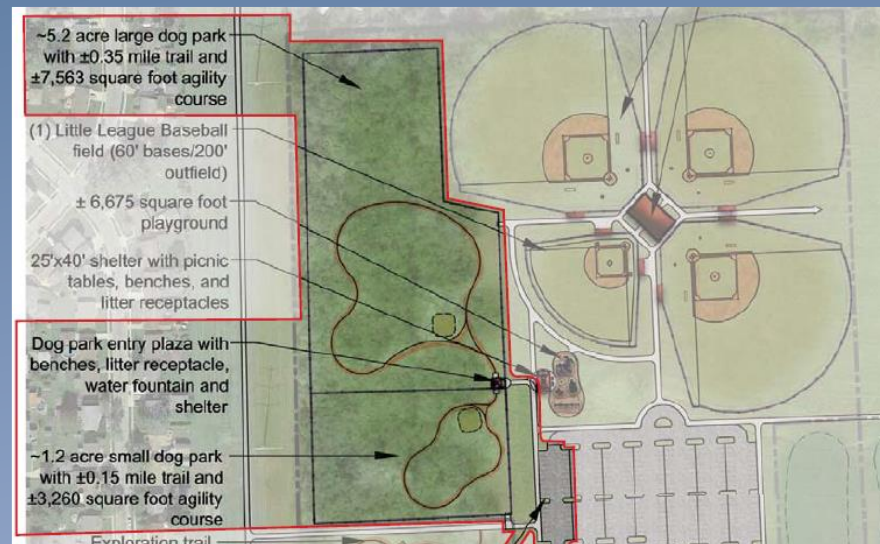 ~5.2 acre large dog park
with ±0.35 mile trail and
±7,563 square foot agility
course
(1) Little League Baseball
field (60' bases/200'
outfield)
± 6,675 square foot
playground
25'x40' shelter with picnic
tables, benches, and
litter receptacles
Dog park entry plaza with
benches, litter receptacle,
water fountain and
shelter
~1.2 acre small dog park
with ±0.15 mile trail and
±3,260 square foot agility
course
Exploration trail